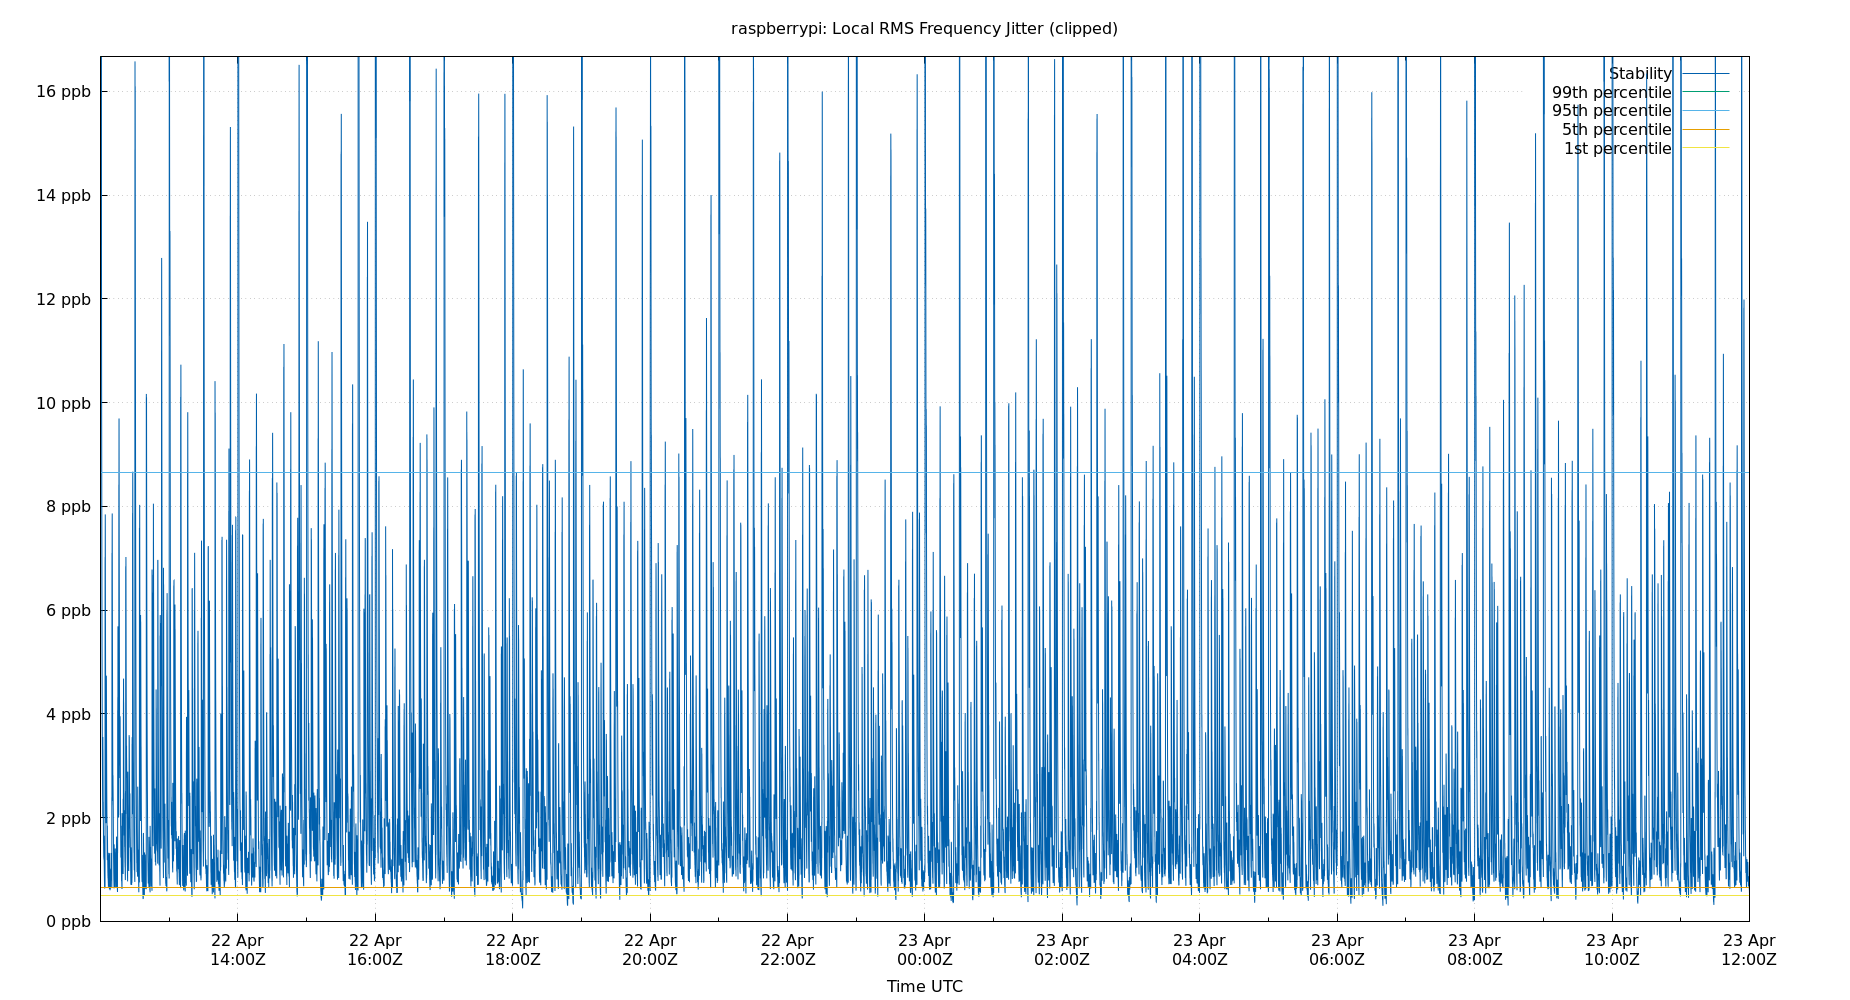 raspberrypi: Local RMS Frequency Jitter (clipped)
Stability
99th percentile
95th percentile
5th percentile
1st percentile
16 ppb
14 ppb
12 ppb
10 ppb
8 ppb
6 ppb
4 ppb
2 ppb
0 ppb
22 Apr 22 Apr 22 Apr 22 Apr 22 Apr 23 Apr 23 Apr 23 Apr 23 Apr 23 Apr 23 Apr 23 Apr
14:00Z 16:00Z 18:00Z 20:00Z 22:00Z 00:00Z 02:00Z 04:00Z 06:00Z 08:00Z 10:00Z 12:00Z
Time UTC